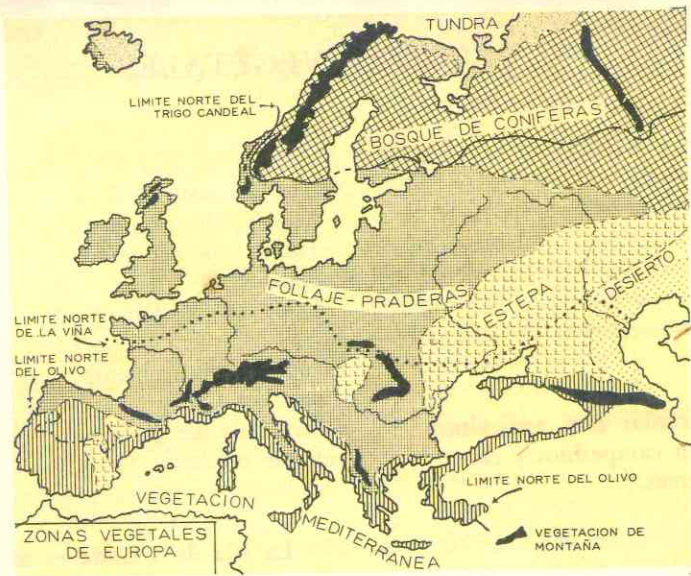 TUNDRA
LIMITE NORTE DEL
TRIGO CANDEAL
BOSQUE DE CONIFERAS
FOLLAJE-PRADERAS
ESTEPA
DESIERTO
LIMITE NORTE
DE LA VIÑA
LIMITE NORTE
DEL OLIVO
VEGETACION
MEDITERRANEA
LIMITE NORTE DEL OLIVO
ZONAS VEGETALES
DE EUROPA
VEGETACION DE
MONTAÑA